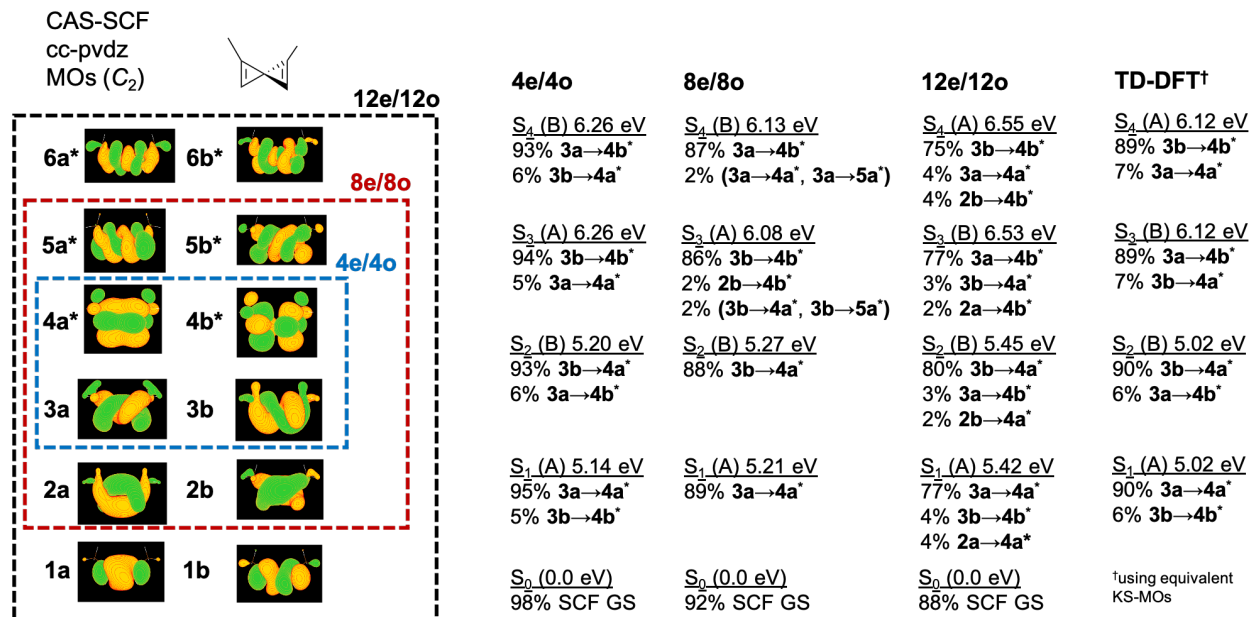 CAS-SCF
cc-pvdz
MOs (C₂)
12e/12o
6a* 6b*
8e/8o
5a* 5b*
4e/4o
4a* 4b*
3a 3b
2a 2b
1a 1b
4e/4o
S₄ (B) 6.26 eV
93% 3a→4b*
6% 3b→4a*
S₃ (A) 6.26 eV
94% 3b→4b*
5% 3a→4a*
S₂ (B) 5.20 eV
93% 3b→4a*
6% 3a→4b*
S₁ (A) 5.14 eV
95% 3a→4a*
5% 3b→4b*
S₀ (0.0 eV)
98% SCF GS
8e/8o
S₄ (B) 6.13 eV
87% 3a→4b*
2% (3a→4a*, 3a→5a*)
S₃ (A) 6.08 eV
86% 3b→4b*
2% 2b→4b*
2% (3b→4a*, 3b→5a*)
S₂ (B) 5.27 eV
88% 3b→4a*
S₁ (A) 5.21 eV
89% 3a→4a*
S₀ (0.0 eV)
92% SCF GS
12e/12o
S₄ (A) 6.55 eV
75% 3b→4b*
4% 3a→4a*
4% 2b→4b*
S₃ (B) 6.53 eV
77% 3a→4b*
3% 3b→4a*
2% 2a→4b*
S₂ (B) 5.45 eV
80% 3b→4a*
3% 3a→4b*
2% 2b→4a*
S₁ (A) 5.42 eV
77% 3a→4a*
4% 3b→4b*
4% 2a→4a*
S₀ (0.0 eV)
88% SCF GS
TD-DFT†
S₄ (A) 6.12 eV
89% 3b→4b*
7% 3a→4a*
S₃ (B) 6.12 eV
89% 3a→4b*
7% 3b→4a*
S₂ (B) 5.02 eV
90% 3b→4a*
6% 3a→4b*
S₁ (A) 5.02 eV
90% 3a→4a*
6% 3b→4b*
†using equivalent
KS-MOs